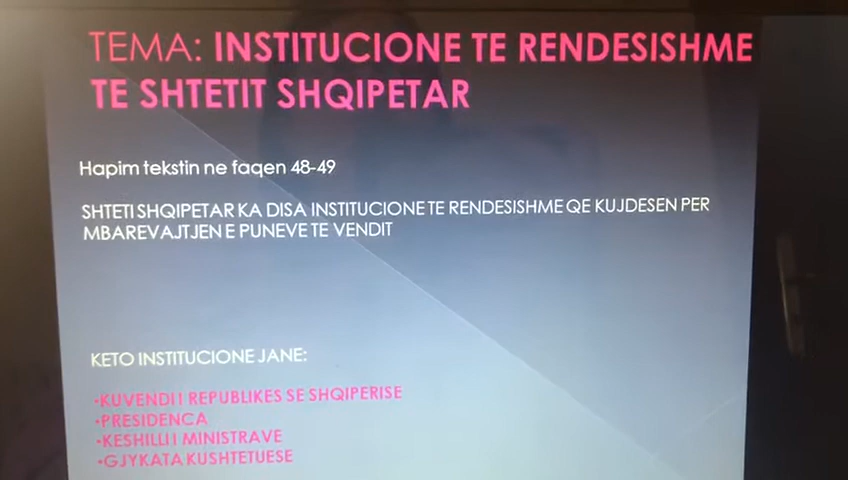 TEMA: INSTITUCIONE TE RENDESISHME
TE SHTETIT SHQIPETAR
Hapim tekstin ne faqen 48-49
SHTETI SHQIPETAR KA DISA INSTITUCIONE TE RENDESISHME QE KUJDESEN PER
MBAREVAJTJEN E PUNEVE TE VENDIT
KETO INSTITUCIONE JANE:
•KUVENDI I REPUBLIKES SE SHQIPERISE
•PRESIDENCA
•KESHILLI I MINISTRAVE
•GJYKATA KUSHTETUESE